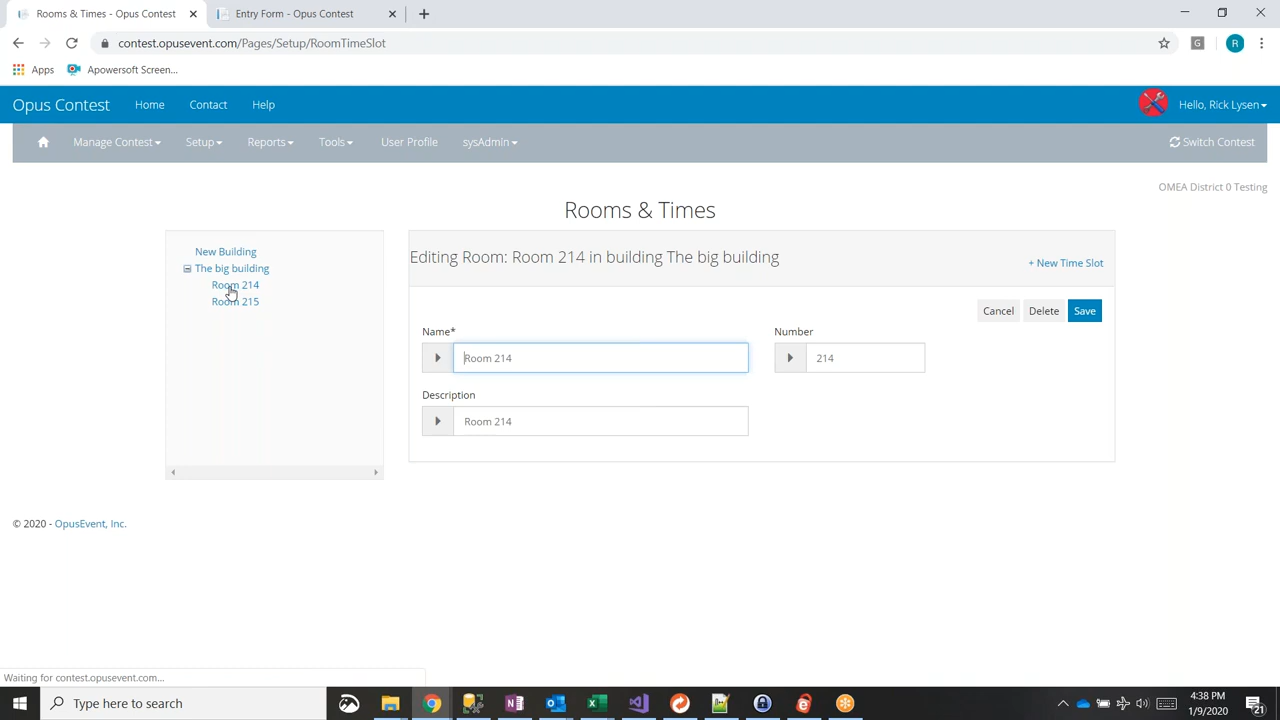 Rooms & Times - Opus Contest
Entry Form - Opus Contest
contest.opusevent.com/Pages/Setup/RoomTimeSlot
G
R
Apps
Apowersoft Screen...
Opus Contest
Home
Contact
Help
Hello, Rick Lysen
Manage Contest
Setup
Reports
Tools
User Profile
sysAdmin
Switch Contest
OMEA District 0 Testing
Rooms & Times
New Building
The big building
Room 214
Room 215
Editing Room: Room 214 in building The big building
+ New Time Slot
Cancel
Delete
Save
Name*
Number
Room 214
214
Description
Room 214
© 2020 - OpusEvent, Inc.
Waiting for contest.opusevent.com...
Type here to search
4:38 PM
1/9/2020
21